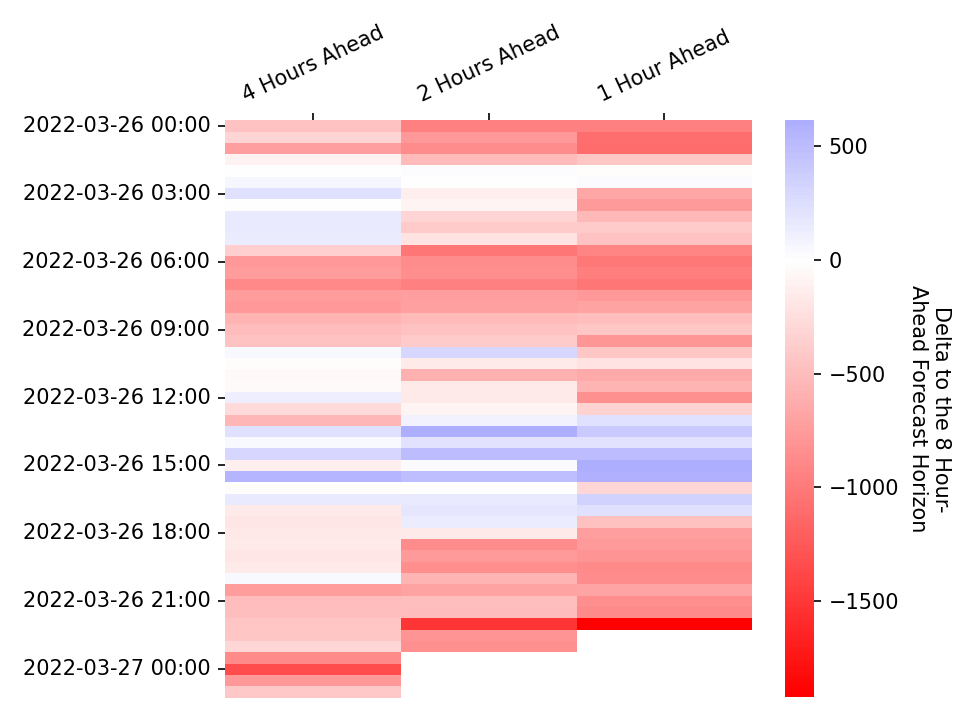 4 Hours Ahead
2 Hours Ahead
1 Hour Ahead
2022-03-26 00:00
2022-03-26 03:00
2022-03-26 06:00
2022-03-26 09:00
2022-03-26 12:00
2022-03-26 15:00
2022-03-26 18:00
2022-03-26 21:00
2022-03-27 00:00
500
0
−500
−1000
−1500
Delta to the 8 Hour-
Ahead Forecast Horizon